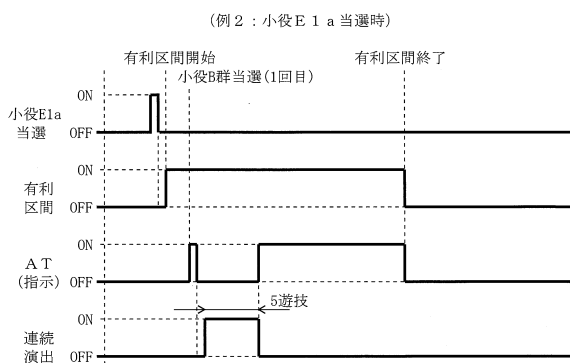 (例２：小役Ｅ１ａ当選時)
有利区間開始
有利区間終了
小役B群当選(1回目)
ON
小役E1a
当選
OFF
ON
有利
区間
OFF
ON
ＡＴ
(指示)
OFF
5遊技
ON
連続
演出
OFF